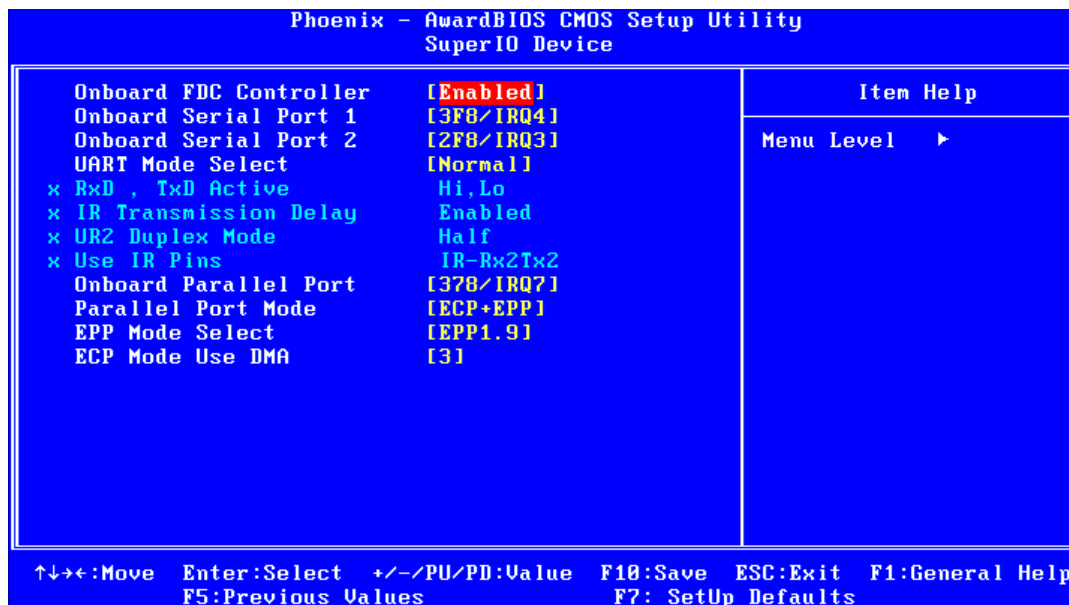 Phoenix - AwardBIOS CMOS Setup Utility
SuperIO Device
Onboard FDC Controller [Enabled]
Onboard Serial Port 1 [3F8/IRQ4]
Onboard Serial Port 2 [2F8/IRQ3]
UART Mode Select [Normal]
x RxD , TxD Active Hi,Lo
x IR Transmission Delay Enabled
x UR2 Duplex Mode Half
x Use IR Pins IR-Rx2Tx2
Onboard Parallel Port [378/IRQ7]
Parallel Port Mode [ECP+EPP]
EPP Mode Select [EPP1.9]
ECP Mode Use DMA [3]
Item Help
Menu Level ▶
↑↓→←:Move Enter:Select +/-/PU/PD:Value F10:Save ESC:Exit F1:General Help
F5:Previous Values F7: SetUp Defaults